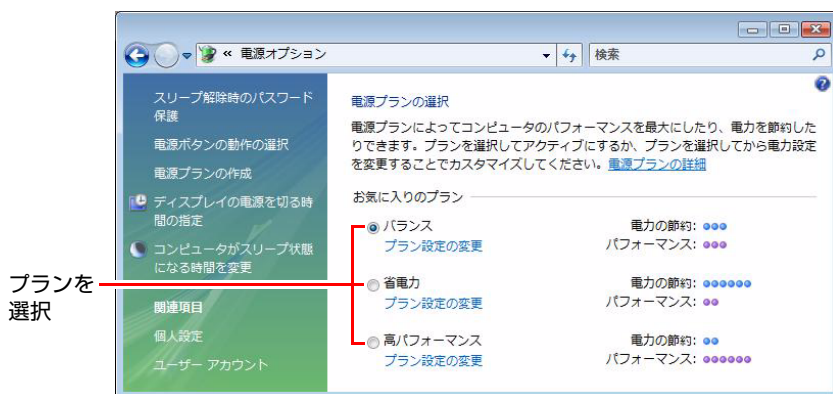 « 電源オプション
検索
スリープ解除時のパスワード
保護
電源ボタンの動作の選択
電源プランの作成
ディスプレイの電源を切る時
間の指定
コンピュータがスリープ状態
になる時間を変更
関連項目
個人設定
ユーザー アカウント
電源プランの選択
電源プランによってコンピュータのパフォーマンスを最大にしたり、電力を節約した
りできます。プランを選択してアクティブにするか、プランを選択してから電力設定
を変更することでカスタマイズしてください。電源プランの詳細
お気に入りのプラン
バランス 電力の節約:
プラン設定の変更 パフォーマンス:
省電力 電力の節約:
プラン設定の変更 パフォーマンス:
高パフォーマンス 電力の節約:
プラン設定の変更 パフォーマンス:
プランを
選択